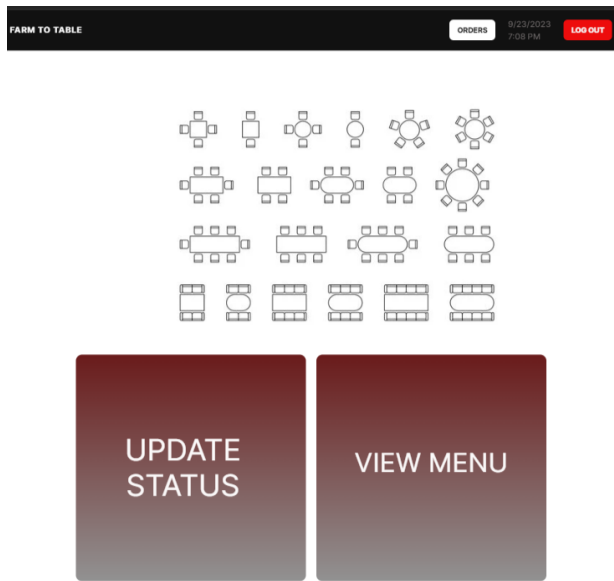 FARM TO TABLE
ORDERS
9/23/2023
7:08 PM
LOG OUT
UPDATE
STATUS
VIEW MENU